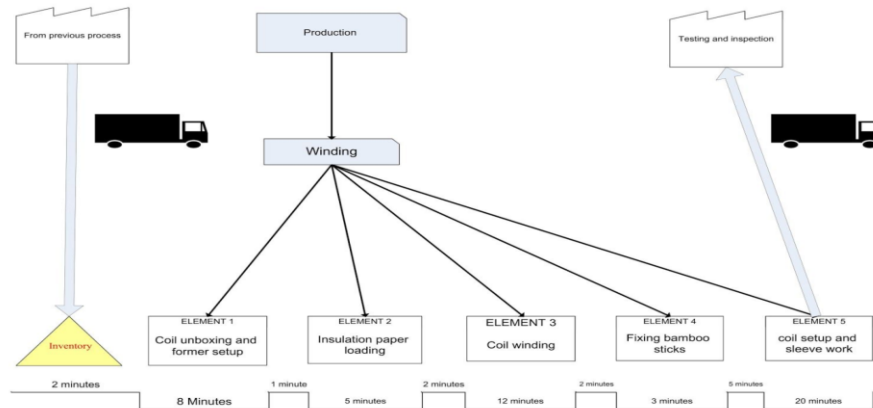 From previous process
Production
Testing and inspection
Winding
Inventory
ELEMENT 1
Coil unboxing and
former setup
ELEMENT 2
Insulation paper
loading
ELEMENT 3
Coil winding
ELEMENT 4
Fixing bamboo
sticks
ELEMENT 5
coil setup and
sleeve work
2 minutes
8 Minutes
1 minute
5 minutes
2 minutes
12 minutes
2 minutes
3 minutes
5 minutes
20 minutes